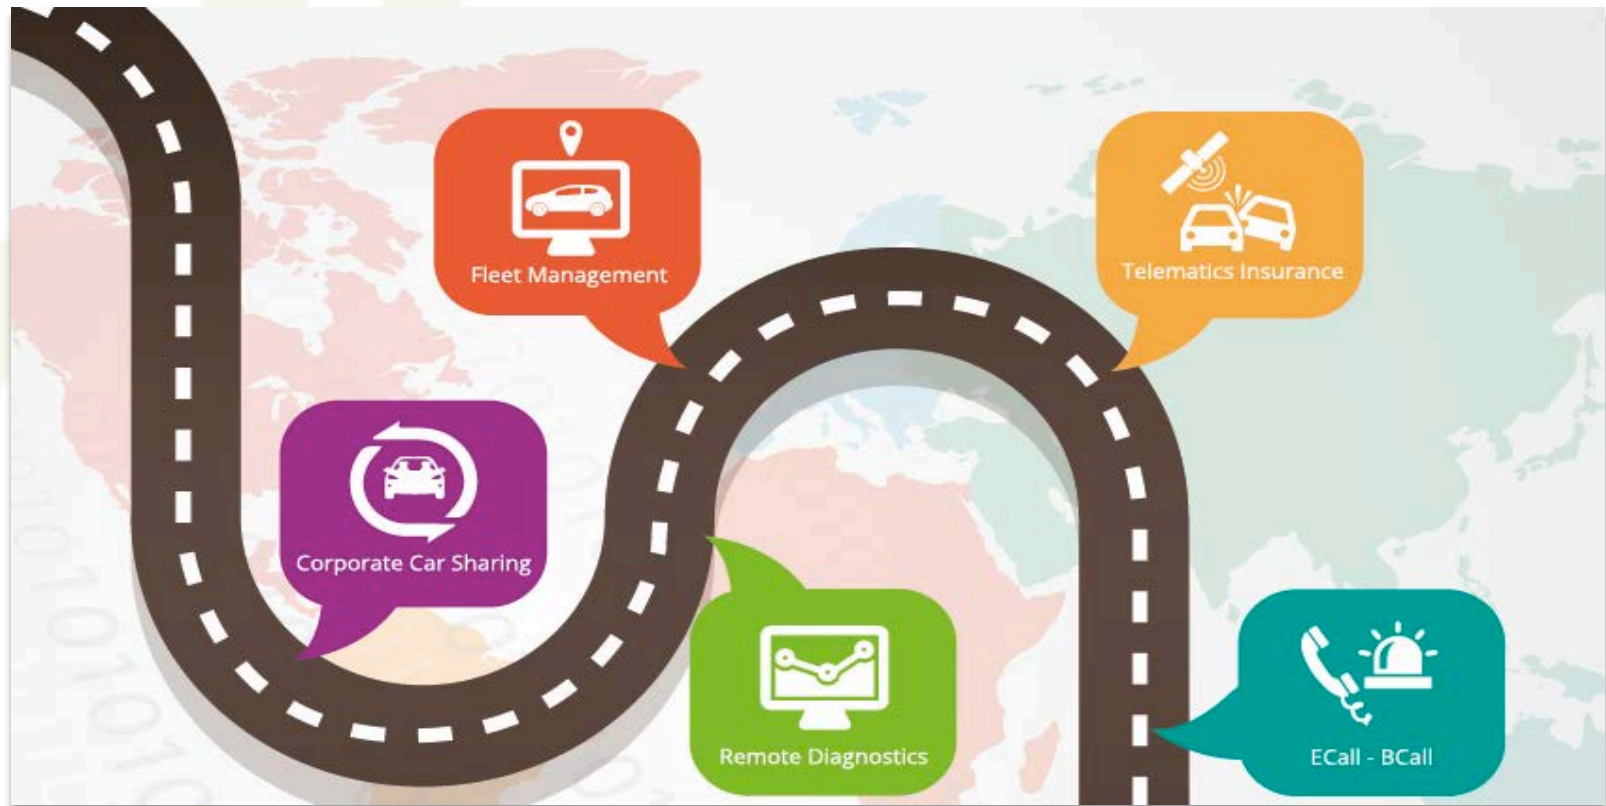 Fleet Management
Telematics Insurance
Corporate Car Sharing
Remote Diagnostics
ECall - BCall